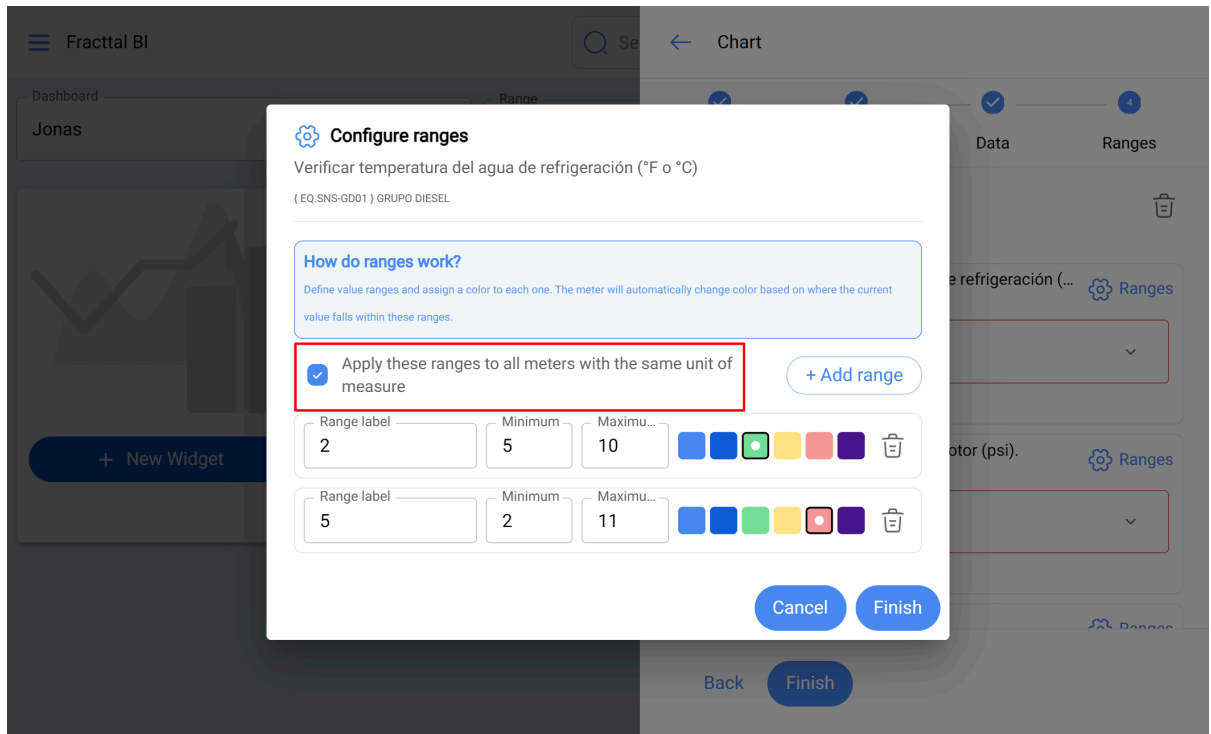 Fracttal BI
Se
Chart
Dashboard
Jonas
Range
4
Data
Ranges
Configure ranges
Verificar temperatura del agua de refrigeración (°F o °C)
{ EQ.SNS-GD01 } GRUPO DIESEL
How do ranges work?
Define value ranges and assign a color to each one. The meter will automatically change color based on where the current
value falls within these ranges.
e refrigeración (...
Ranges
Apply these ranges to all meters with the same unit of
measure
+ Add range
Range label
Minimum
Maximu...
2
5
10
+ New Widget
otor (psi).
Ranges
Range label
Minimum
Maximu...
5
2
11
Cancel
Finish
Ranges
Back
Finish